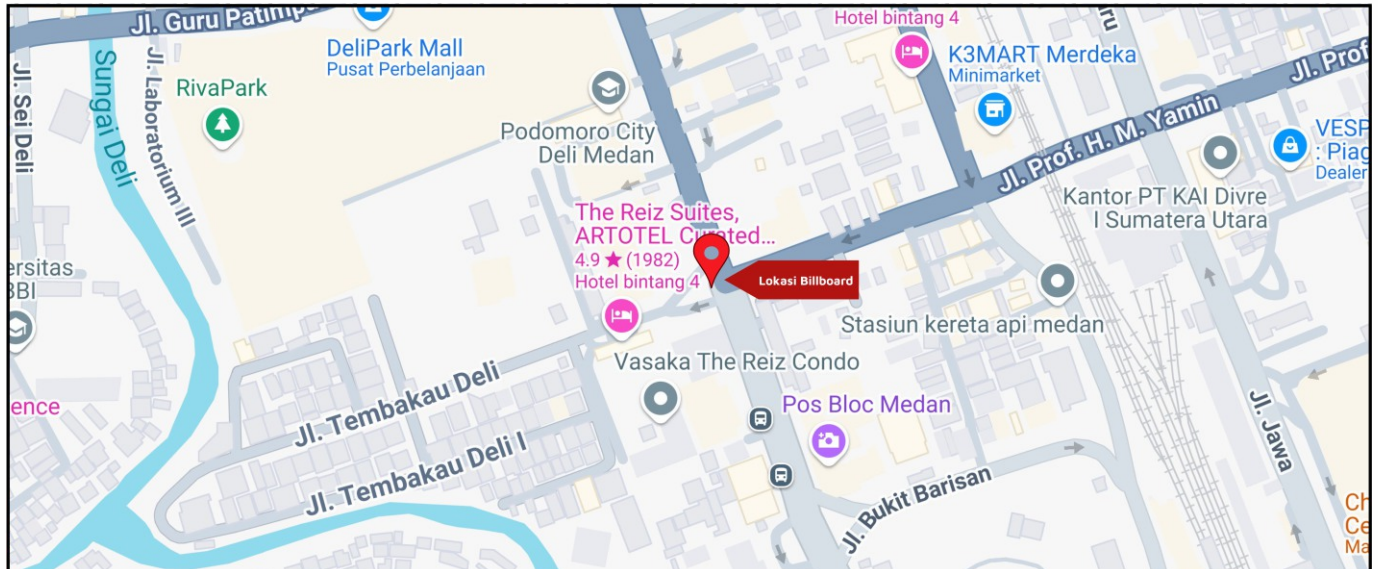 Jl. Guru Patimpu
Hotel bintang 4
DeliPark Mall
Pusat Perbelanjaan
K3MART Merdeka
Minimarket
Jl. Prof
Jl. Sei Deli
Sungai Deli
Jl. Laboratorium III
RivaPark
Podomoro City
Deli Medan
Jl. Prof. H. M. Yamin
VESP
: Piag
Dealer
Kantor PT KAI Divre
I Sumatera Utara
The Reiz Suites,
ARTOTEL Curated...
4.9 ★ (1982)
Hotel bintang 4
Lokasi Billboard
ersitas
BBI
Stasiun kereta api medan
Vasaka The Reiz Condo
ence
Jl. Tembakau Deli
Pos Bloc Medan
Jl. Tembakau Deli I
Jl. Bukit Barisan
Jl. Jawa
Ch
Ce
Ma